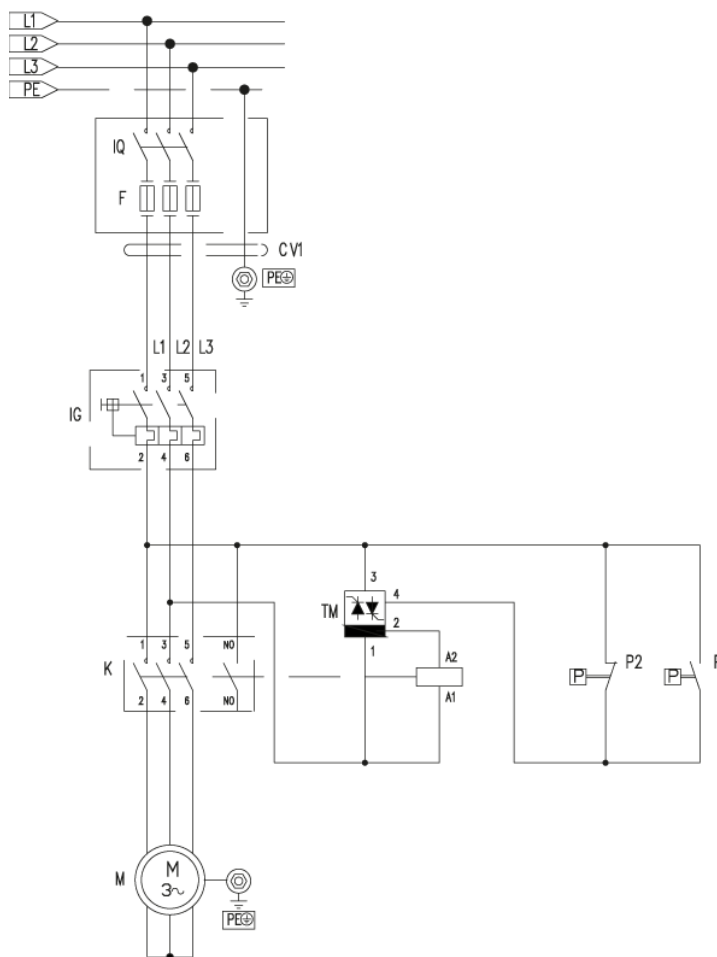 L1
L2
L3
PE
IQ
F
CV1
PE
L1 L2 L3
1 3 5
IG
2 4 6
3
4
TM
2
1 3 5 NO
1
A2
K
P P2
P P
2 4 6 NO
A1
M
M
3~
PE